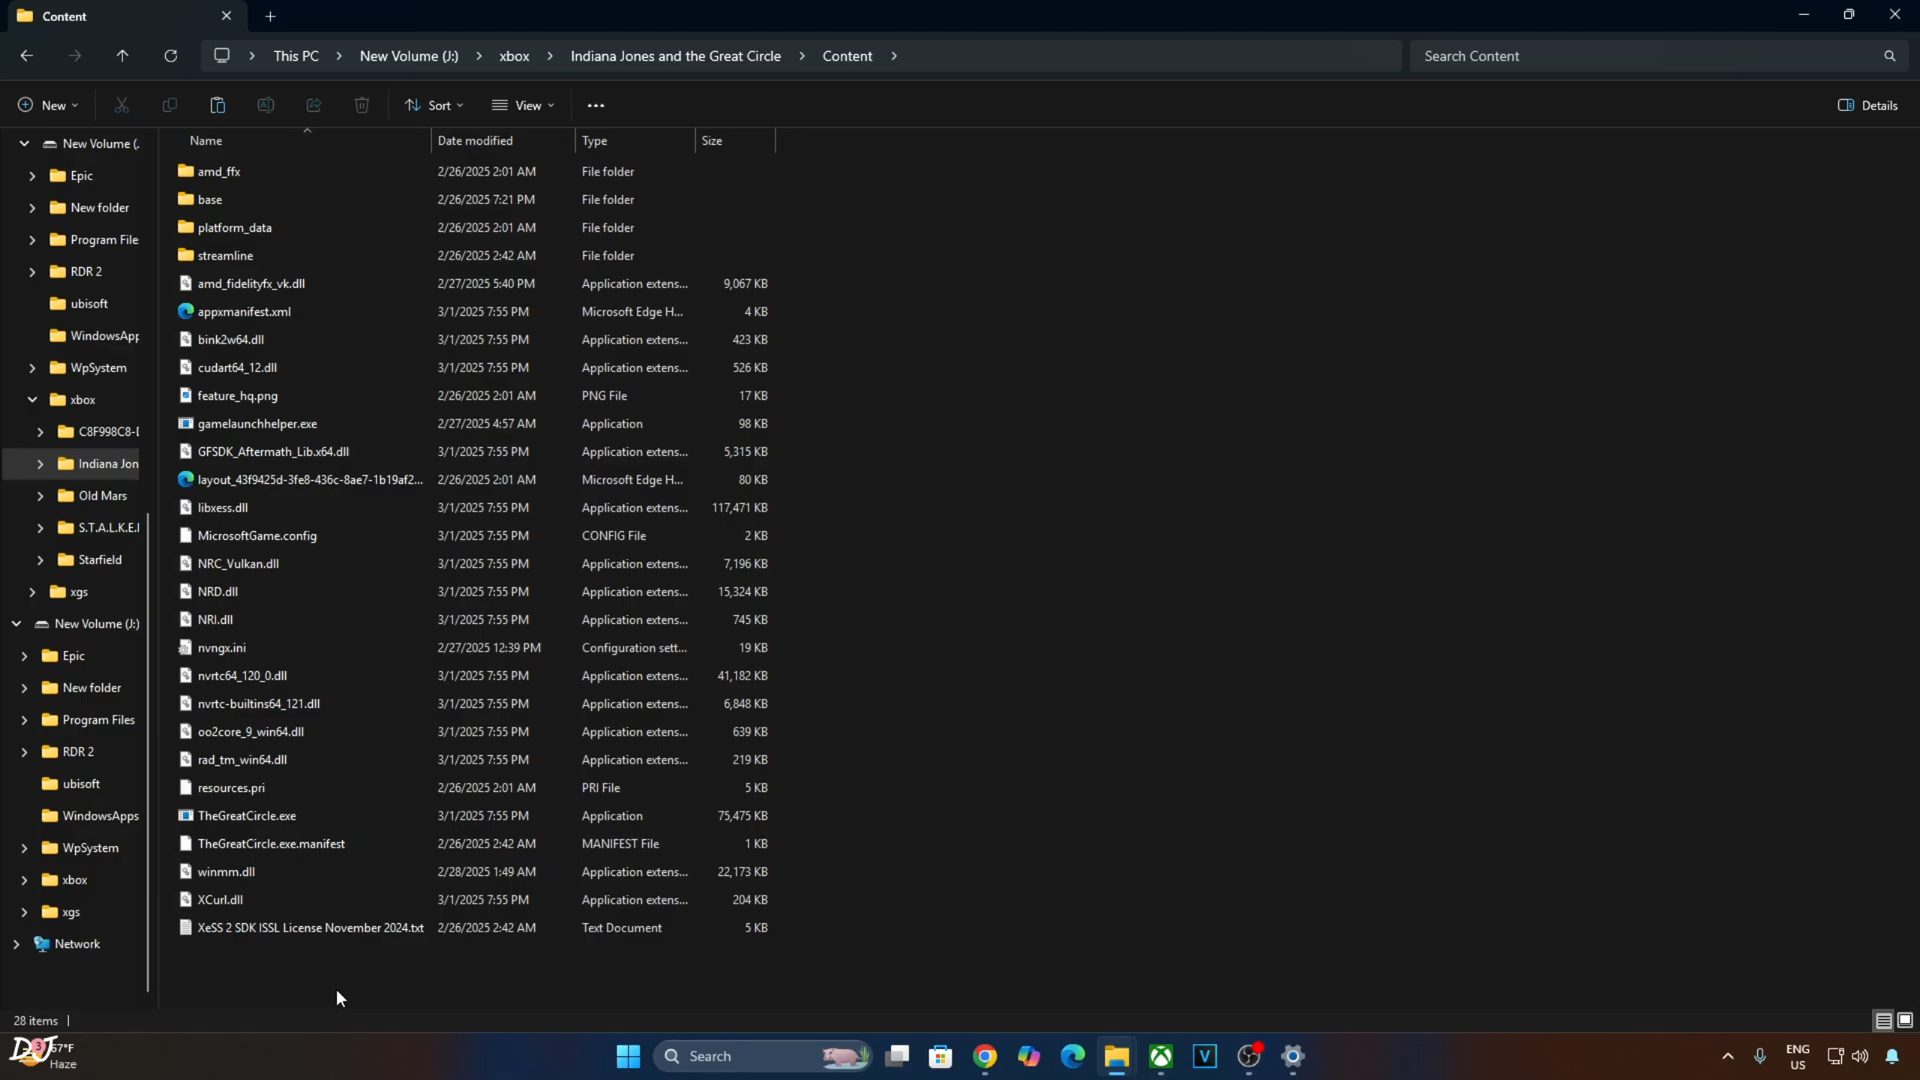 Content
This PC > New Volume (J:) > xbox > Indiana Jones and the Great Circle > Content >
Search Content
New
Sort
View
Details
New Volume (
Epic
New folder
Program File
RDR 2
ubisoft
WindowsApp
WpSystem
xbox
C8F998C8-
Indiana Jon
Old Mars
S.T.A.L.K.E.
Starfield
xgs
New Volume (J:)
Epic
New folder
Program Files
RDR 2
ubisoft
WindowsApps
WpSystem
xbox
xgs
Network
Name Date modified Type Size
amd_ffx 2/26/2025 2:01 AM File folder
base 2/26/2025 7:21 PM File folder
platform_data 2/26/2025 2:01 AM File folder
streamline 2/26/2025 2:42 AM File folder
amd_fidelityfx_vk.dll 2/27/2025 5:40 PM Application extens... 9,067 KB
appxmanifest.xml 3/1/2025 7:55 PM Microsoft Edge H... 4 KB
bink2w64.dll 3/1/2025 7:55 PM Application extens... 423 KB
cudart64_12.dll 3/1/2025 7:55 PM Application extens... 526 KB
feature_hq.png 2/26/2025 2:01 AM PNG File 17 KB
gamelaunchhelper.exe 2/27/2025 4:57 AM Application 98 KB
GFSDK_Aftermath_Lib.x64.dll 3/1/2025 7:55 PM Application extens... 5,315 KB
layout_43f9425d-3fe8-436c-8ae7-1b19af2... 2/26/2025 2:01 AM Microsoft Edge H... 80 KB
libxess.dll 3/1/2025 7:55 PM Application extens... 117,471 KB
MicrosoftGame.config 3/1/2025 7:55 PM CONFIG File 2 KB
NRC_Vulkan.dll 3/1/2025 7:55 PM Application extens... 7,196 KB
NRD.dll 3/1/2025 7:55 PM Application extens... 15,324 KB
NRI.dll 3/1/2025 7:55 PM Application extens... 745 KB
nvngx.ini 2/27/2025 12:39 PM Configuration sett... 19 KB
nvrtc64_120_0.dll 3/1/2025 7:55 PM Application extens... 41,182 KB
nvrtc-builtins64_121.dll 3/1/2025 7:55 PM Application extens... 6,848 KB
oo2core_9_win64.dll 3/1/2025 7:55 PM Application extens... 639 KB
rad_tm_win64.dll 3/1/2025 7:55 PM Application extens... 219 KB
resources.pri 2/26/2025 2:01 AM PRI File 5 KB
TheGreatCircle.exe 3/1/2025 7:55 PM Application 75,475 KB
TheGreatCircle.exe.manifest 2/26/2025 2:42 AM MANIFEST File 1 KB
winmm.dll 2/28/2025 1:49 AM Application extens... 22,173 KB
XCurl.dll 3/1/2025 7:55 PM Application extens... 204 KB
XeSS 2 SDK ISSL License November 2024.txt 2/26/2025 2:42 AM Text Document 5 KB
28 items
DJ 3 67°F
Haze
Search
V
ENG
US